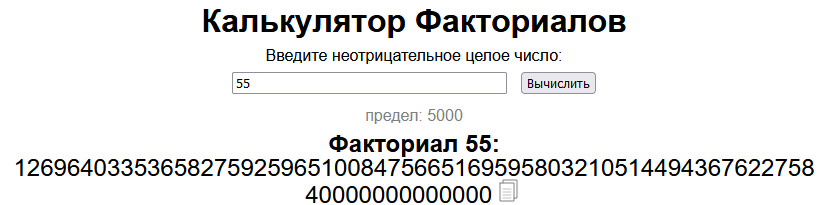 Калькулятор Факториалов
Введите неотрицательное целое число:
55 Вычислить
предел: 5000
Факториал 55:
126964033536582759259651008475665169595803210514494367622758
40000000000000